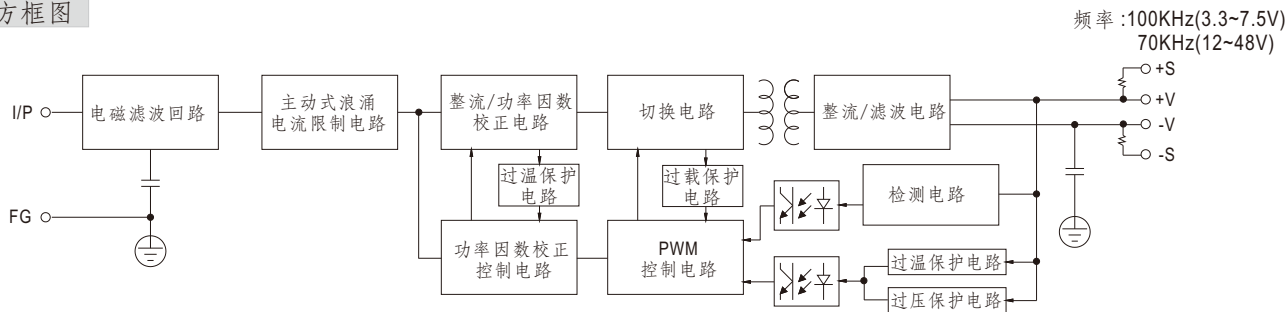 方框图
频率 :100KHz(3.3~7.5V)
70KHz(12~48V)
I/P
电磁滤波回路
主动式浪涌
电流限制电路
整流/功率因数
校正电路
切换电路
整流/滤波电路
+S
+V
-V
-S
过温保护
电路
过载保护
电路
检测电路
FG
功率因数校正
控制电路
PWM
控制电路
过温保护电路
过压保护电路